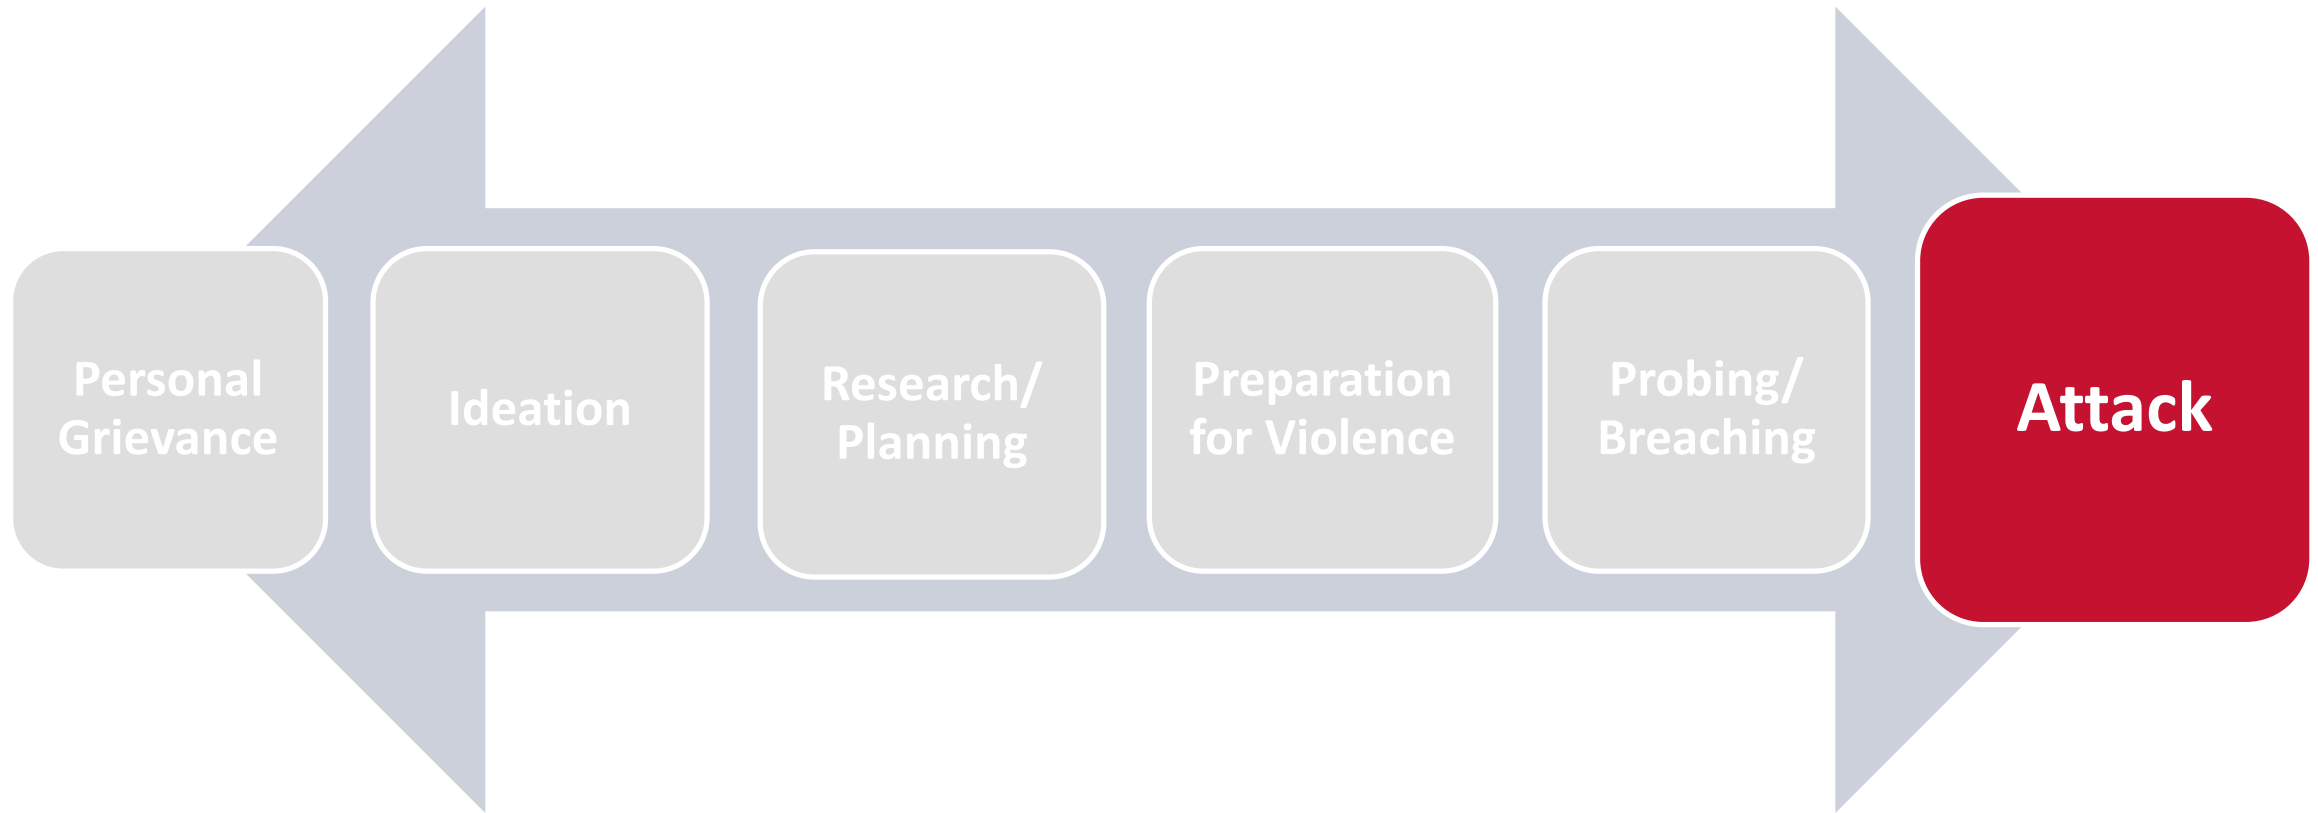 Personal
Grievance
Ideation
Research/
Planning
Preparation
for Violence
Probing/
Breaching
Attack